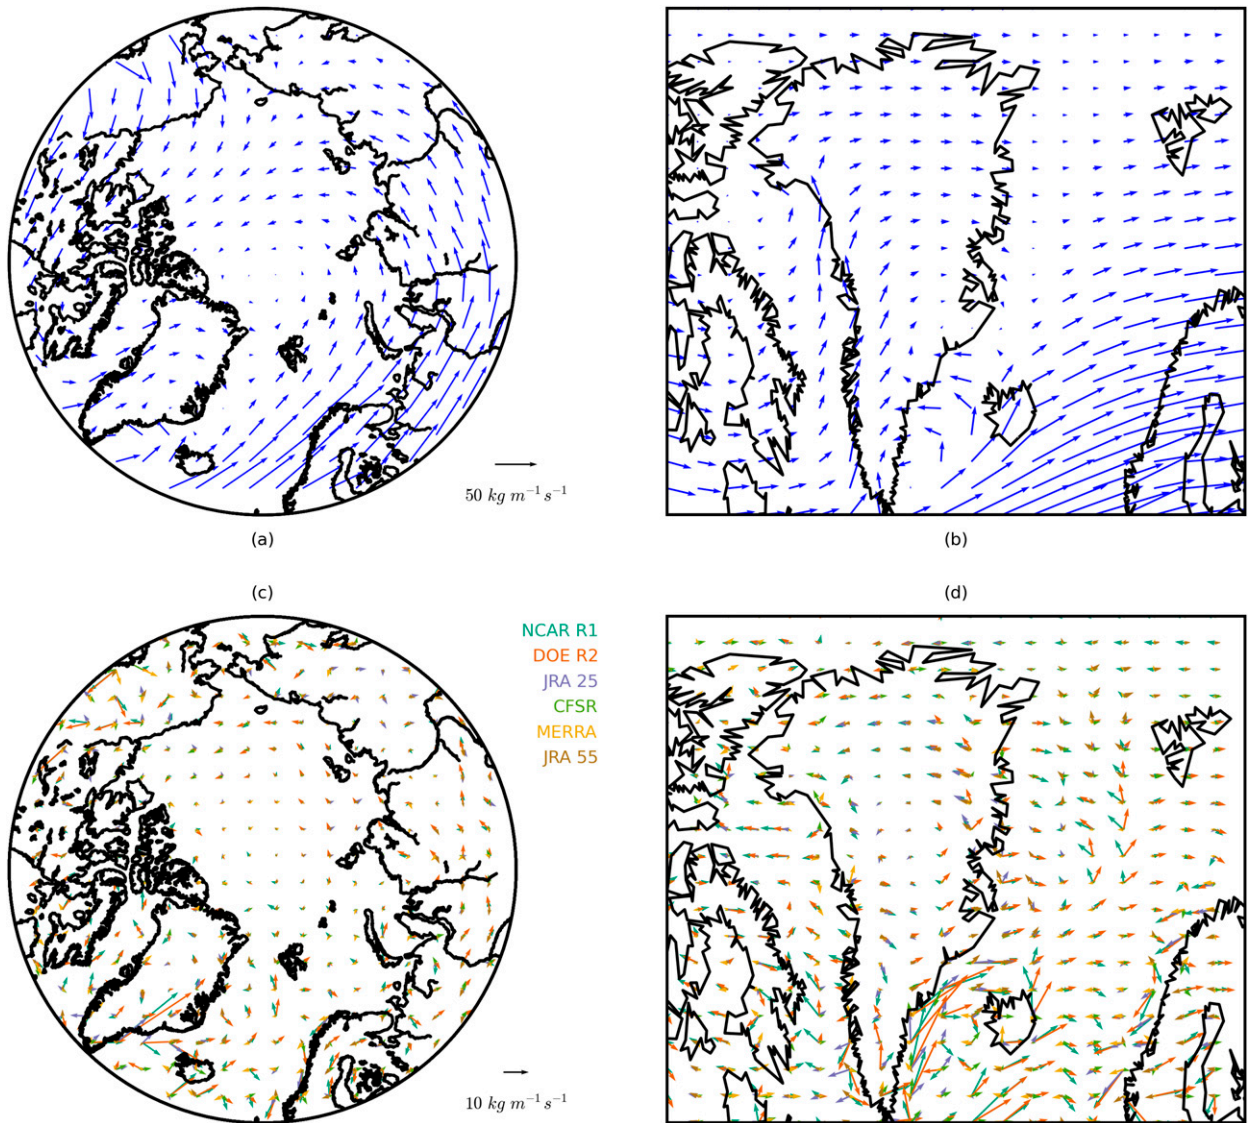 50 kg m⁻¹ s⁻¹
(a)
(b)
(c)
(d)
NCAR R1
DOE R2
JRA 25
CFSR
MERRA
JRA 55
10 kg m⁻¹ s⁻¹